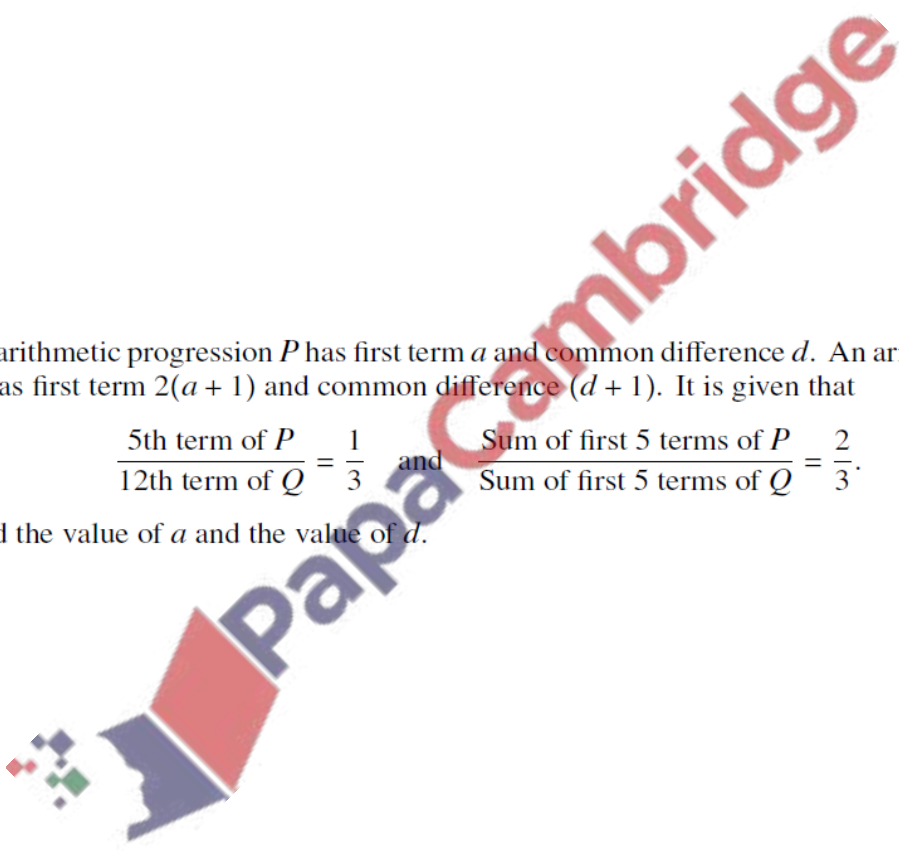 arithmetic progression P has first term a and common difference d. An ar
as first term 2(a + 1) and common difference (d + 1). It is given that
5th term of P / 12th term of Q = 1/3 and Sum of first 5 terms of P / Sum of first 5 terms of Q = 2/3.
d the value of a and the value of d.
PapaCambridge